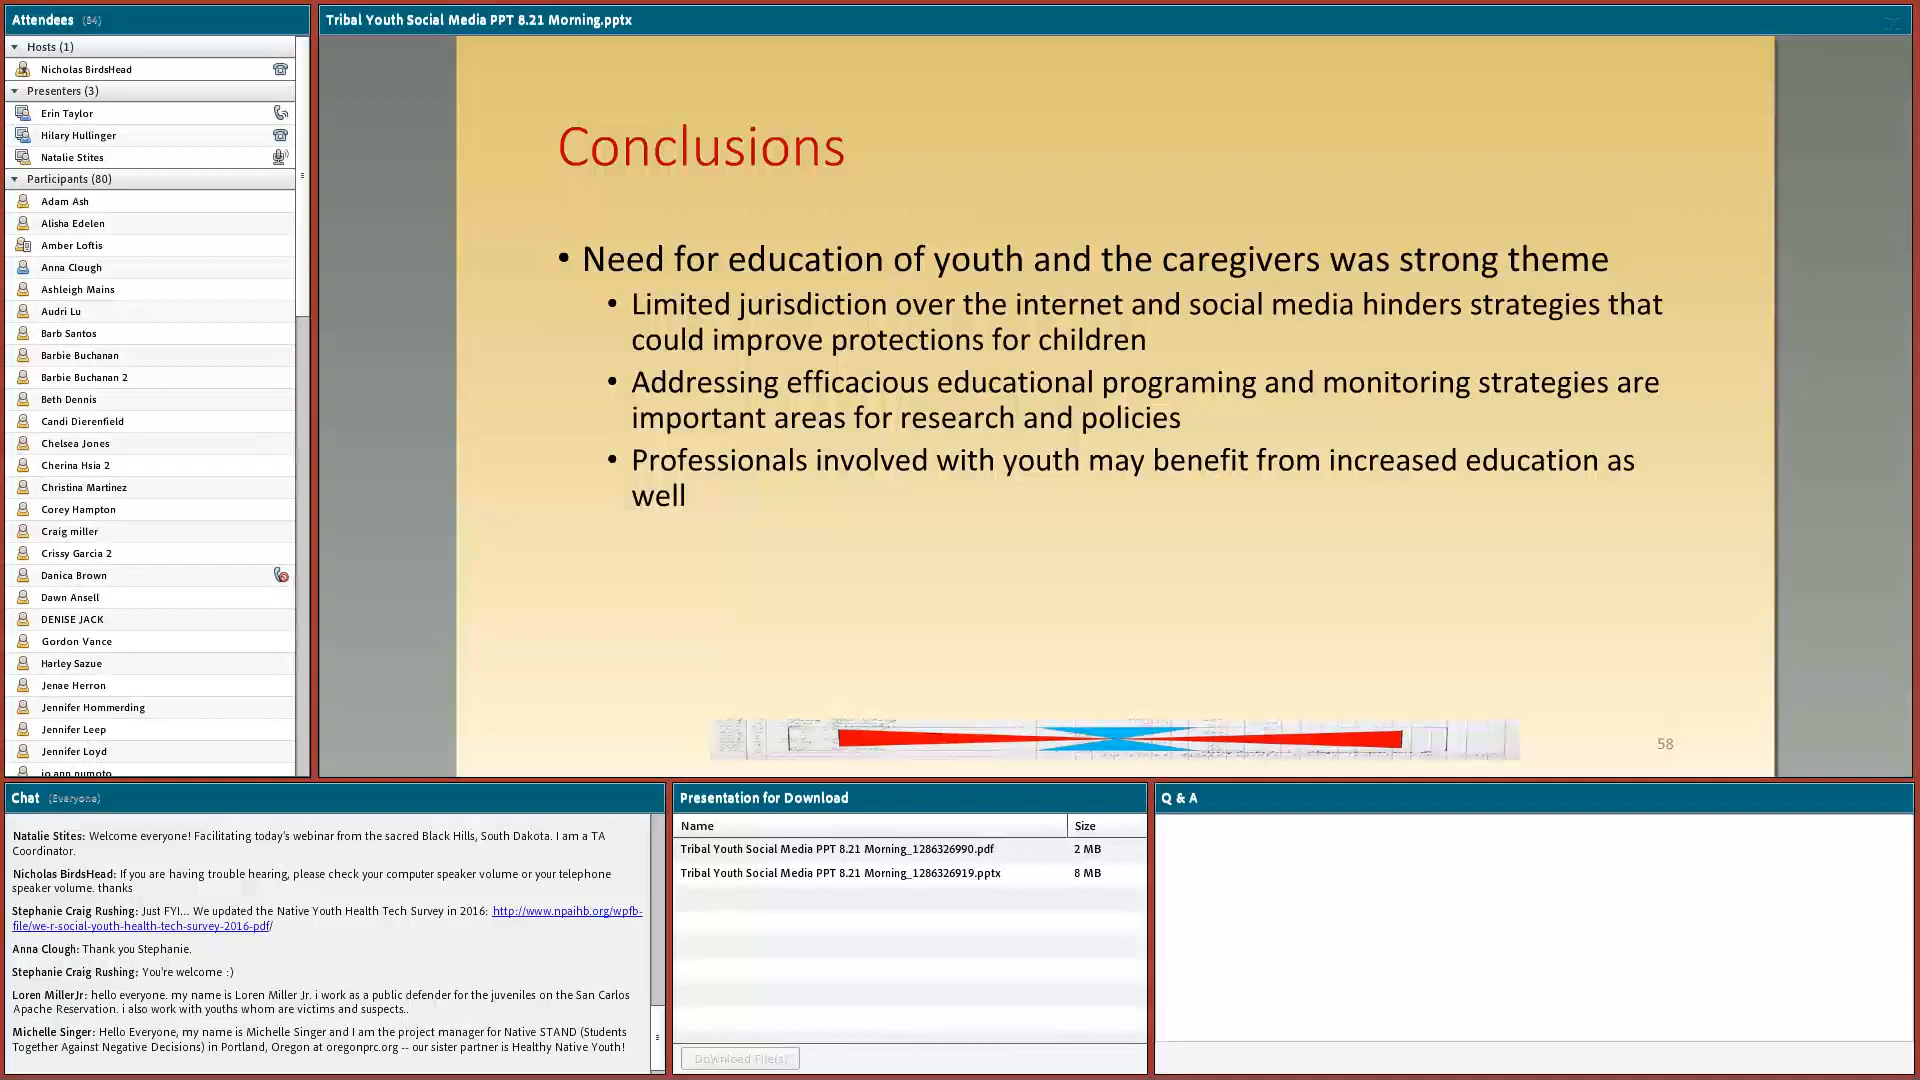 Attendees (84)
Hosts (1)
Nicholas BirdsHead
Presenters (3)
Erin Taylor
Hilary Hullinger
Natalie Stites
Participants (80)
Adam Ash
Alisha Edelen
Amber Loftis
Anna Clough
Ashleigh Mains
Audri Lu
Barb Santos
Barbie Buchanan
Barbie Buchanan 2
Beth Dennis
Candi Dierenfield
Chelsea Jones
Cherina Hsia 2
Christina Martinez
Corey Hampton
Craig miller
Crissy Garcia 2
Danica Brown
Dawn Ansell
DENISE JACK
Gordon Vance
Harley Sazue
Jenae Herron
Jennifer Hommerding
Jennifer Leep
Jennifer Loyd
jo ann numoto
Tribal Youth Social Media PPT 8.21 Morning.pptx
Conclusions
• Need for education of youth and the caregivers was strong theme
• Limited jurisdiction over the internet and social media hinders strategies that
could improve protections for children
• Addressing efficacious educational programing and monitoring strategies are
important areas for research and policies
• Professionals involved with youth may benefit from increased education as
well
58
Chat (Everyone)
Natalie Stites: Welcome everyone! Facilitating today's webinar from the sacred Black Hills, South Dakota. I am a TA
Coordinator.
Nicholas BirdsHead: If you are having trouble hearing, please check your computer speaker volume or your telephone
speaker volume. thanks
Stephanie Craig Rushing: Just FYI... We updated the Native Youth Health Tech Survey in 2016: http://www.npaihb.org/wpfb-
file/we-r-social-youth-health-tech-survey-2016-pdf/
Anna Clough: Thank you Stephanie.
Stephanie Craig Rushing: You're welcome :)
Loren MillerJr: hello everyone. my name is Loren Miller Jr. i work as a public defender for the juveniles on the San Carlos
Apache Reservation. i also work with youths whom are victims and suspects..
Michelle Singer: Hello Everyone, my name is Michelle Singer and I am the project manager for Native STAND (Students
Together Against Negative Decisions) in Portland, Oregon at oregonprc.org -- our sister partner is Healthy Native Youth!
Presentation for Download
Name Size
Tribal Youth Social Media PPT 8.21 Morning_1286326990.pdf 2 MB
Tribal Youth Social Media PPT 8.21 Morning_1286326919.pptx 8 MB
Download File(s)
Q & A